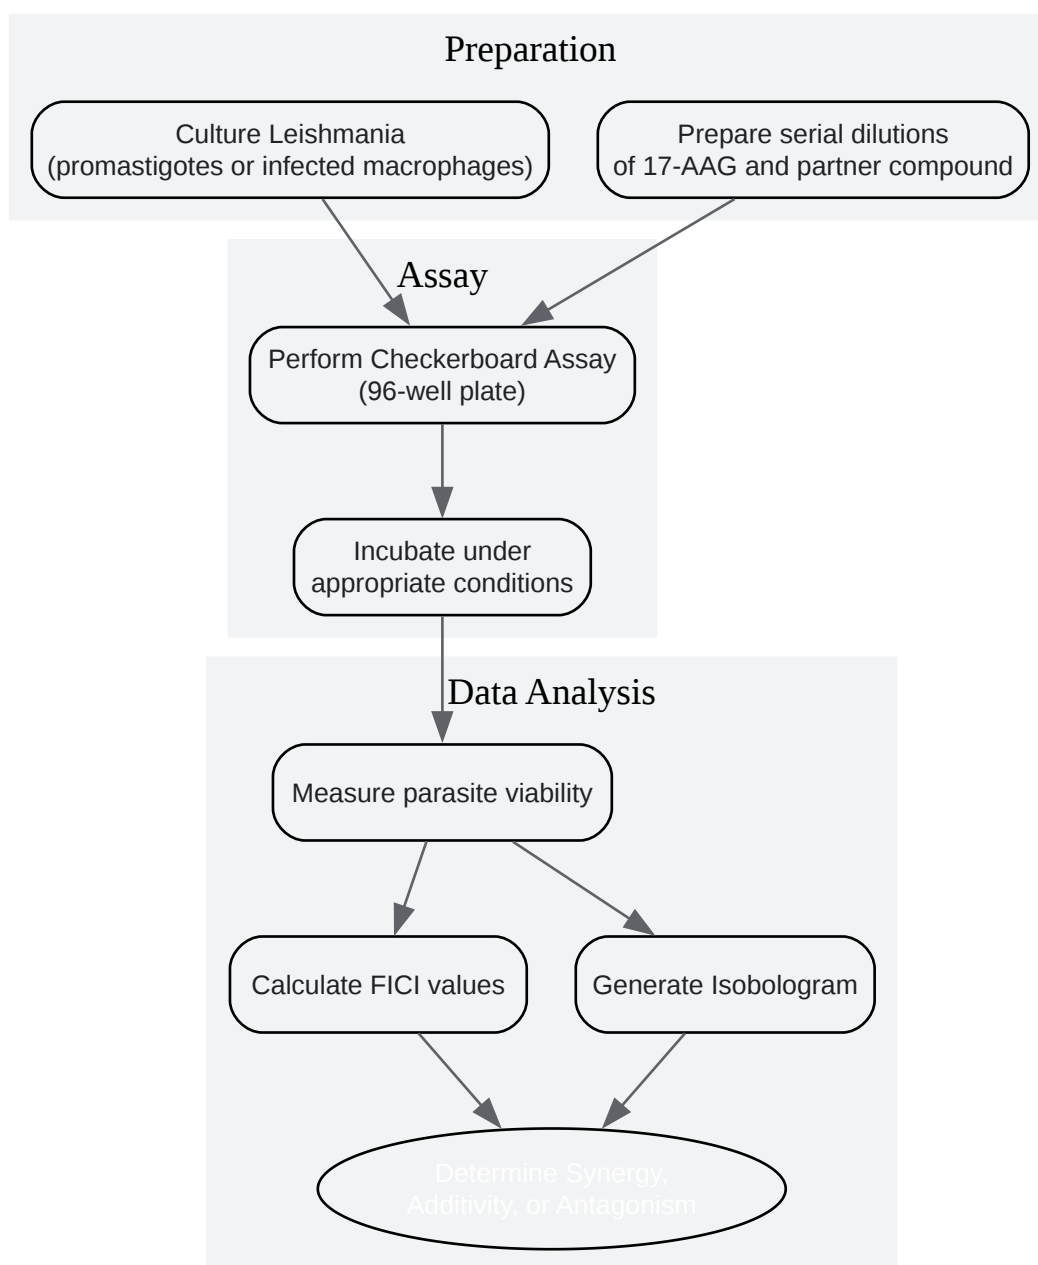 Preparation
Culture Leishmania
(promastigotes or infected macrophages)
Prepare serial dilutions
of 17-AAG and partner compound
Assay
Perform Checkerboard Assay
(96-well plate)
Incubate under
appropriate conditions
Data Analysis
Measure parasite viability
Calculate FICI values
Generate Isobologram
Determine Synergy,
Additivity, or Antagonism